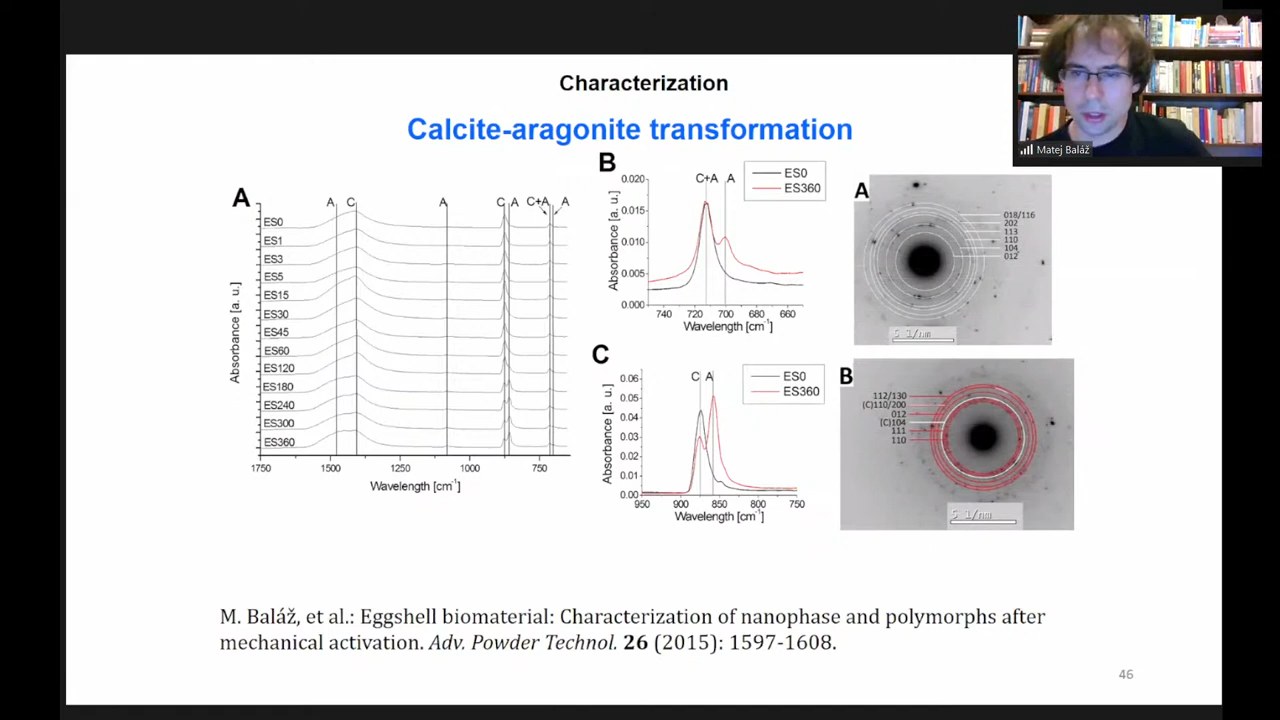 Characterization
Calcite-aragonite transformation
Matej Baláž
A
A C A C A C+A A
ES0
ES1
ES3
ES5
ES15
ES30
ES45
ES60
ES120
ES180
ES240
ES300
ES360
Absorbance [a. u.]
1750 1500 1250 1000 750
Wavelength [cm⁻¹]
B
C+A A
ES0
ES360
0.020
0.015
0.010
0.005
0.000
Absorbance [a. u.]
740 720 700 680 660
Wavelength [cm⁻¹]
C
C A
ES0
ES360
0.06
0.05
0.04
0.03
0.02
0.01
0.00
Absorbance [a. u.]
950 900 850 800 750
Wavelength [cm⁻¹]
A
018/116
202
113
110
104
012
5 1/nm
B
112/130
(C)110/200
012
(C)104
111
110
5 1/nm
M. Baláž, et al.: Eggshell biomaterial: Characterization of nanophase and polymorphs after
mechanical activation. Adv. Powder Technol. 26 (2015): 1597-1608.
46